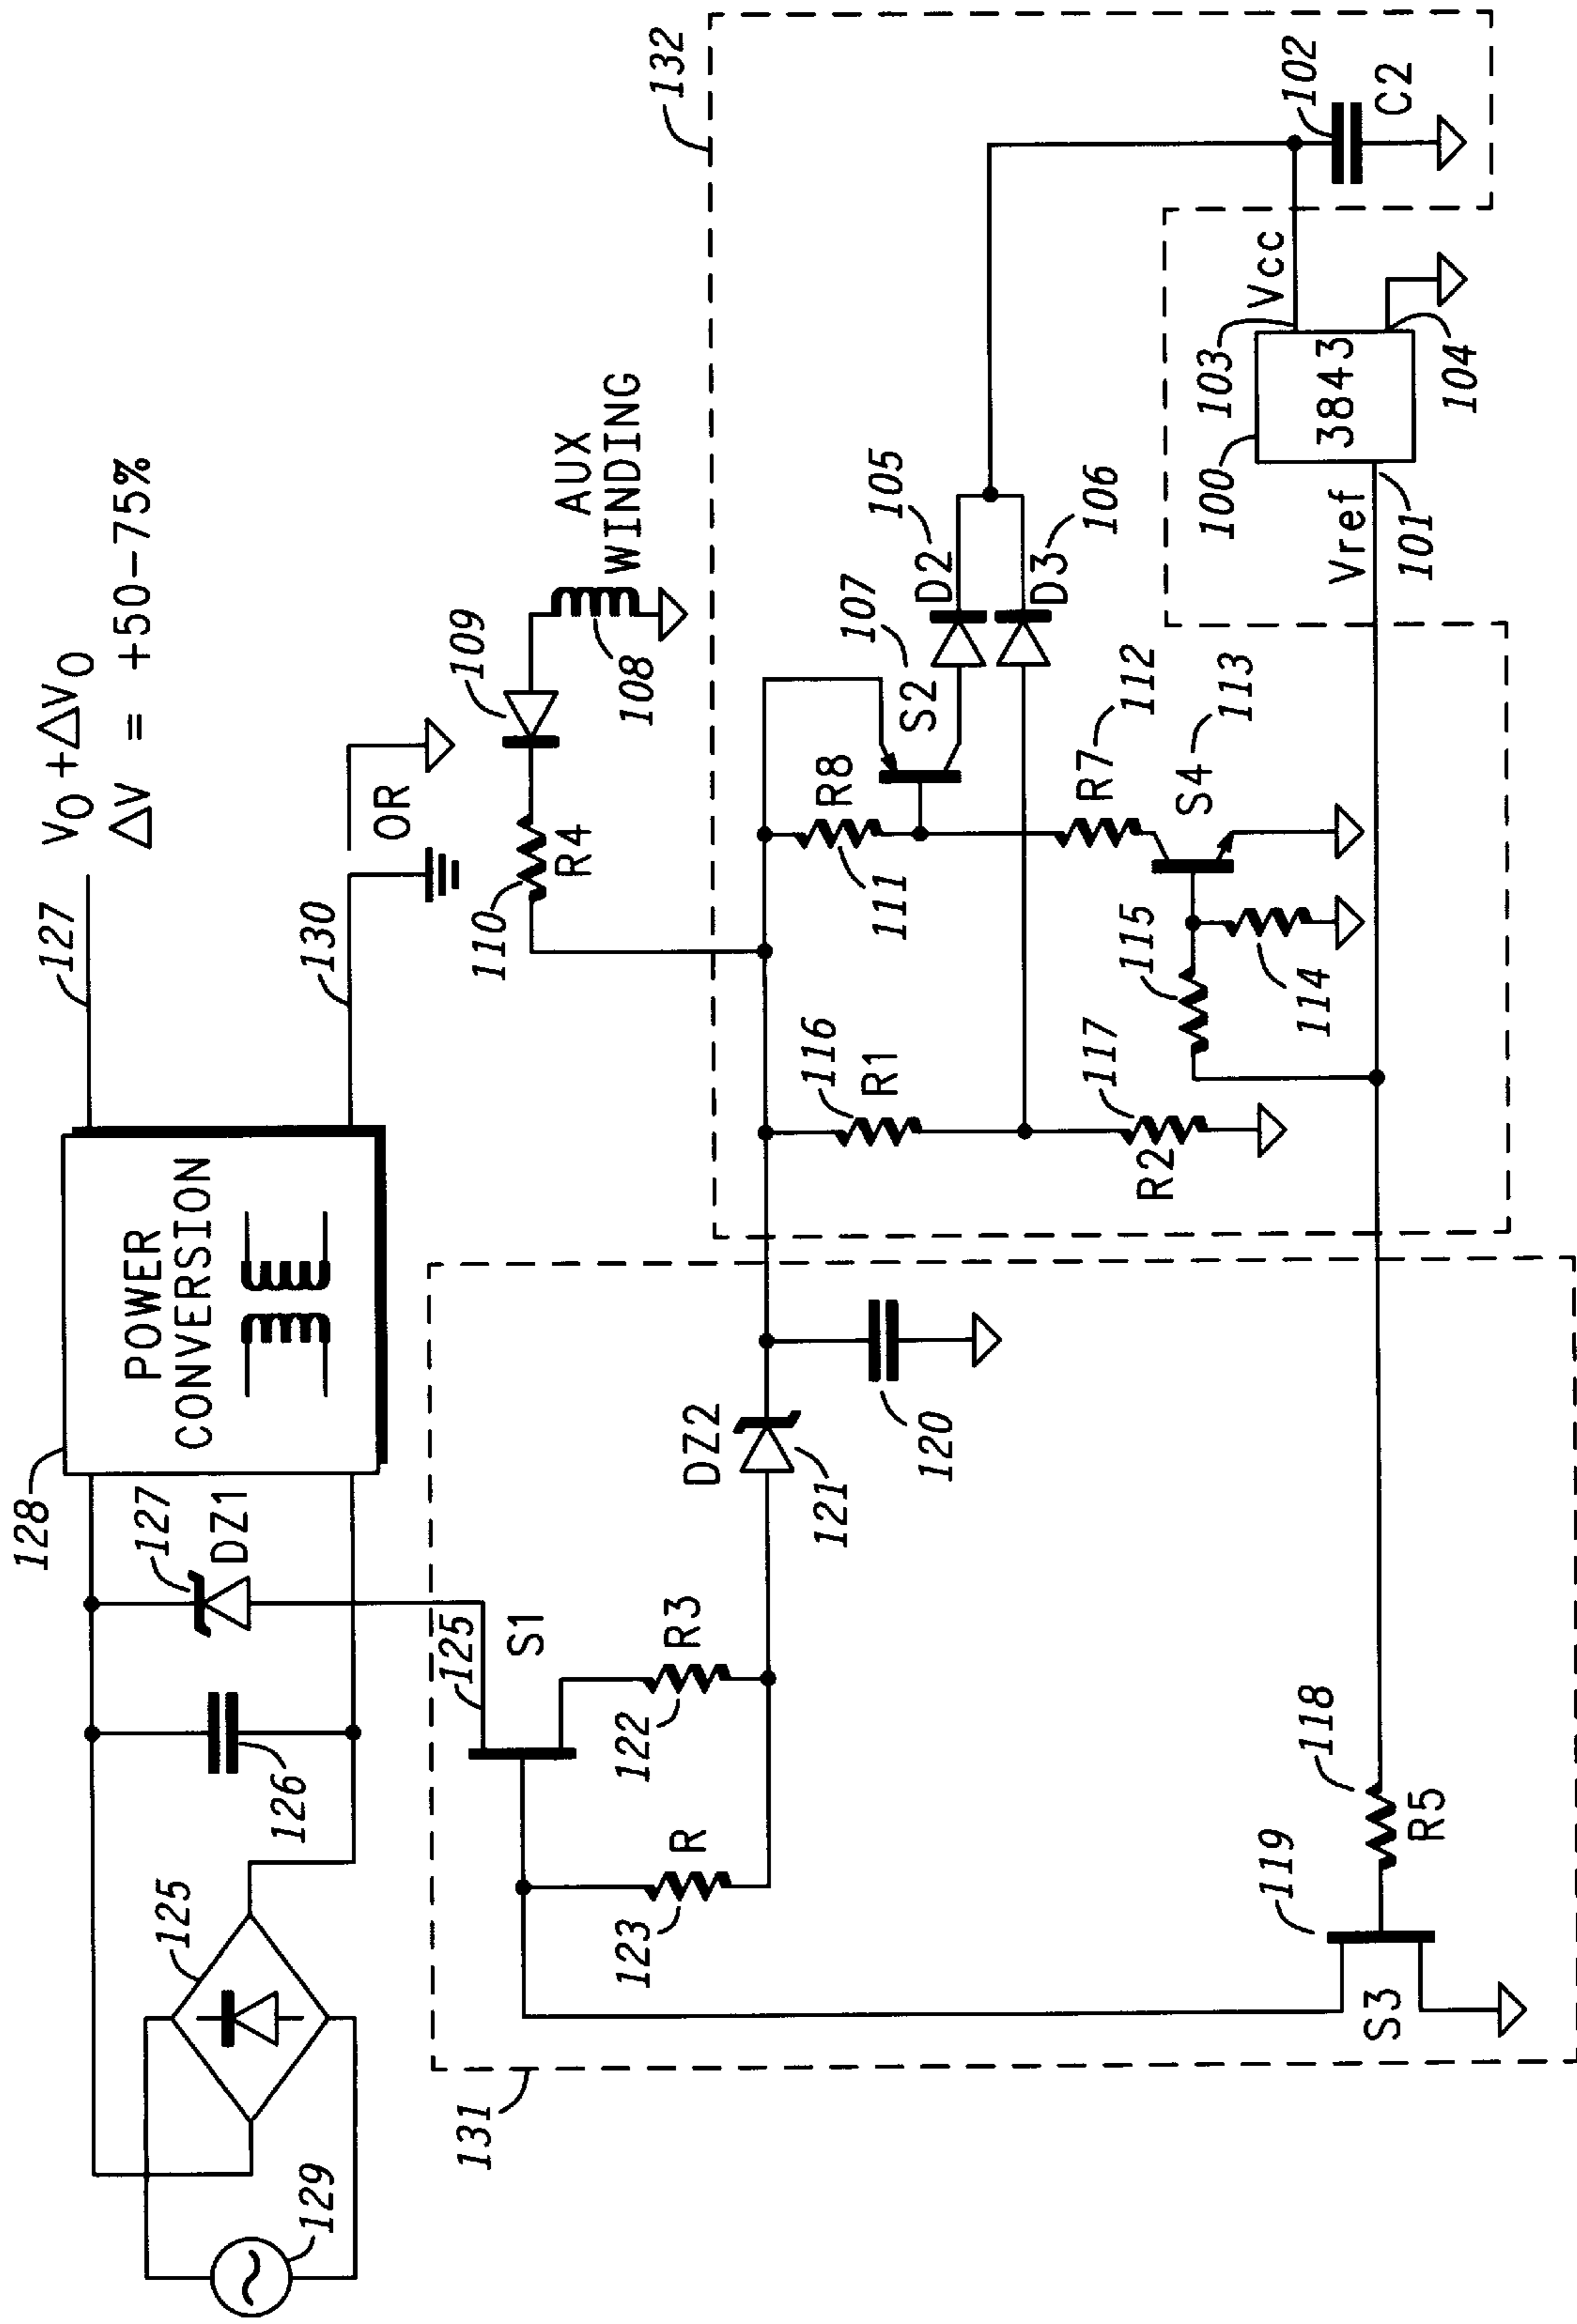 V₀ + ΔV₀
ΔV = +50-75%
127
130
OR
128
POWER
CONVERSION
127
DZ1
126
125
129
109
AUX
WINDING
108
110
R4
132
131
125
S1
R3
122
R
123
DZ2
121
120
116
R1
117
R2
R8
111
107
S2
D2
105
D3
106
R7
112
S4
113
115
114
102
C2
Vcc
103
100
3843
104
Vref
101
118
R5
119
S3